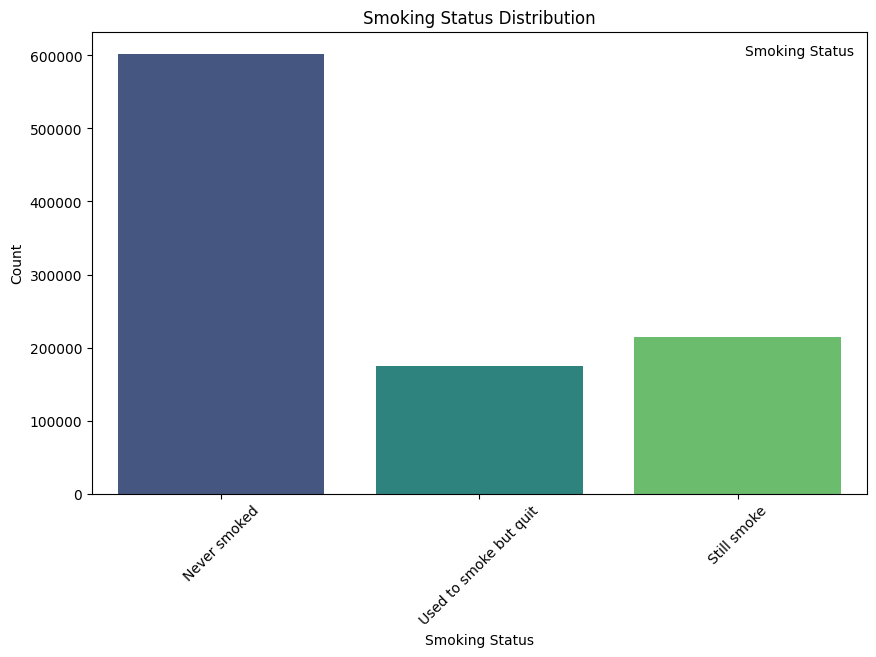 Smoking Status Distribution
Smoking Status
600000
500000
400000
300000
200000
100000
0
Count
Never smoked
Used to smoke but quit
Still smoke
Smoking Status